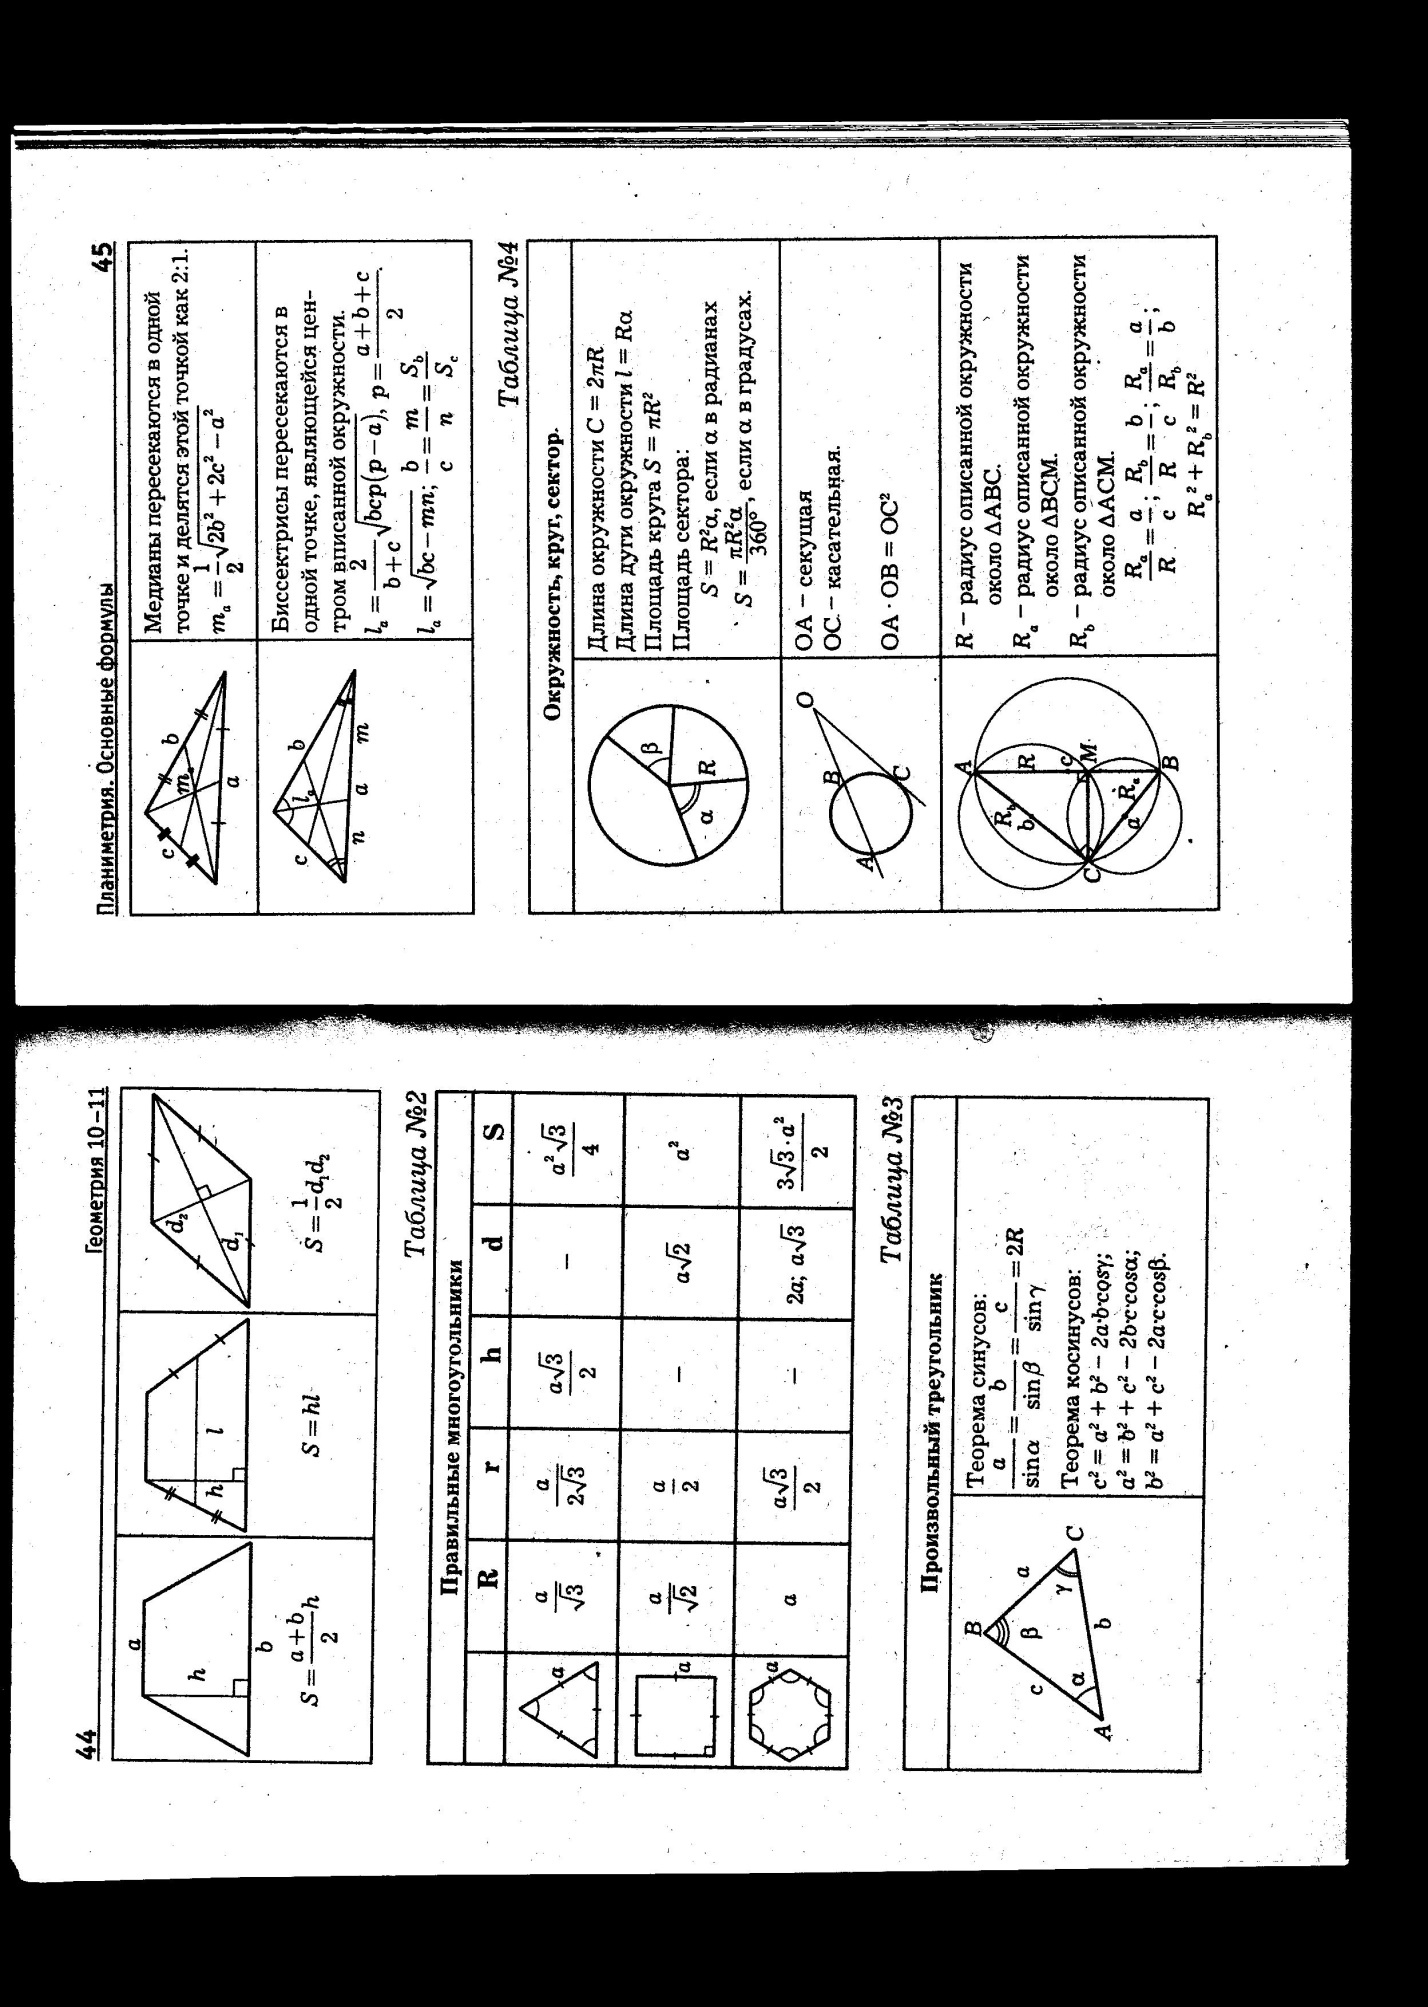 44
Геометрия 10–11
a
h
b
S = (a+b)/2 h
h
l
S = hl
d₂
d₁
S = 1/2 d₁d₂
Таблица №2
Правильные многоугольники
R r h d S
a
a/√3 a/(2√3) a√3/2 – a²√3/4
a
a/√2 a/2 – a√2 a²
a
a a√3/2 – 2a; a√3 3√3·a²/2
Таблица №3
Произвольный треугольник
B
β
c
a
α
γ
A
b
C
Теорема синусов:
a/sinα = b/sinβ = c/sinγ = 2R
Теорема косинусов:
c² = a² + b² – 2a·b·cosγ;
a² = b² + c² – 2b·c·cosα;
b² = a² + c² – 2a·c·cosβ.
Планиметрия. Основные формулы
45
c
mₐ
b
a
Медианы пересекаются в одной
точке и делятся этой точкой как 2:1.
mₐ = 1/2 √(2b² + 2c² – a²)
c
lₐ
b
n
a
m
Биссектрисы пересекаются в
одной точке, являющейся цен-
тром вписанной окружности.
lₐ = 2/(b+c) √(bcp(p – a)), p = (a+b+c)/2
lₐ = √(bc – mn); b/c = m/n = S_b/S_c
Таблица №4
Окружность, круг, сектор.
β
α
R
Длина окружности C = 2πR
Длина дуги окружности l = Rα
Площадь круга S = πR²
Площадь сектора:
S = R²α, если α в радианах
S = πR²α/360°, если α в градусах.
O
B
A
C
OA – секущая
OC – касательная.
OA · OB = OC²
A
R_b
b
R
c
C
M
a
Rₐ
B
R – радиус описанной окружности
около ΔABC.
Rₐ – радиус описанной окружности
около ΔBCM.
R_b – радиус описанной окружности
около ΔACM.
Rₐ/R = a/c; R_b/R = b/c; Rₐ/R_b = a/b;
Rₐ² + R_b² = R²